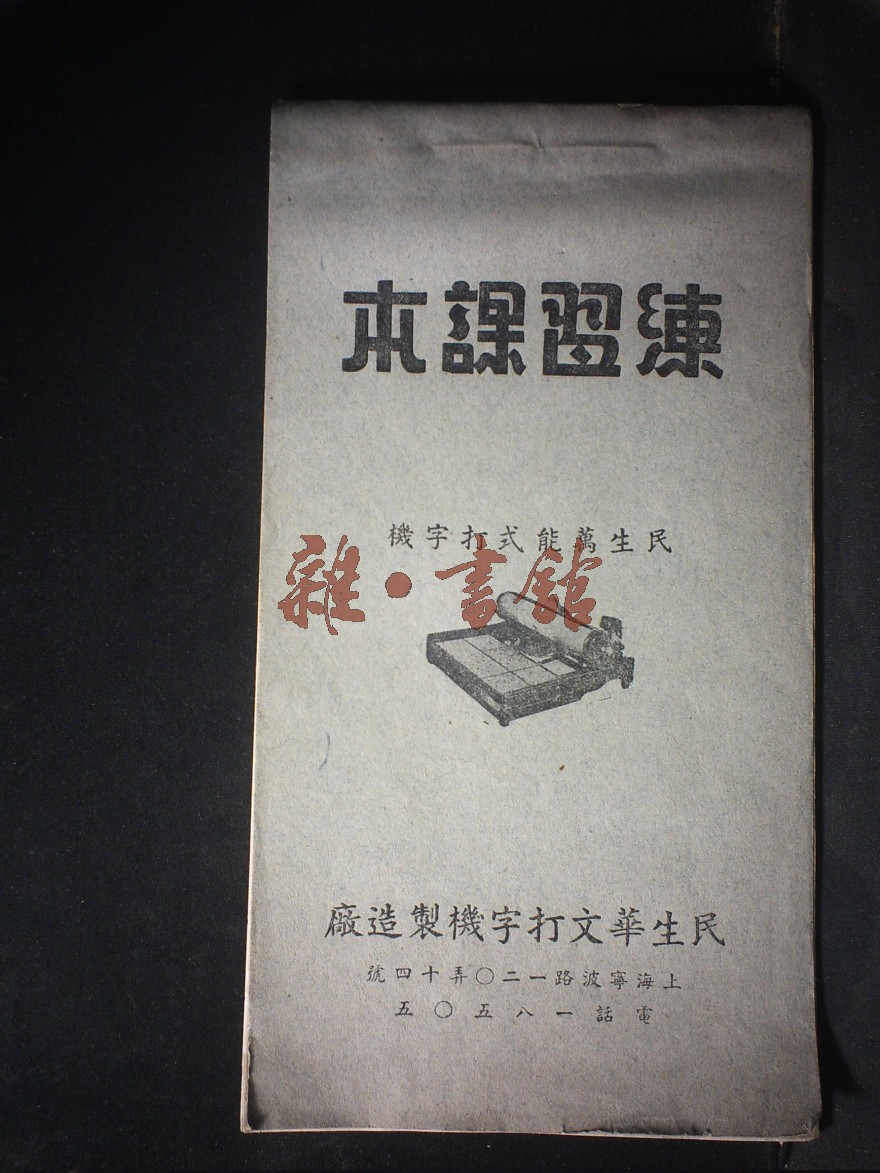 練習課本
民生萬能式打字機
雜·書館
民生華文打字機製造廠
上海寧波路一二〇弄十四號
電話一八五〇五